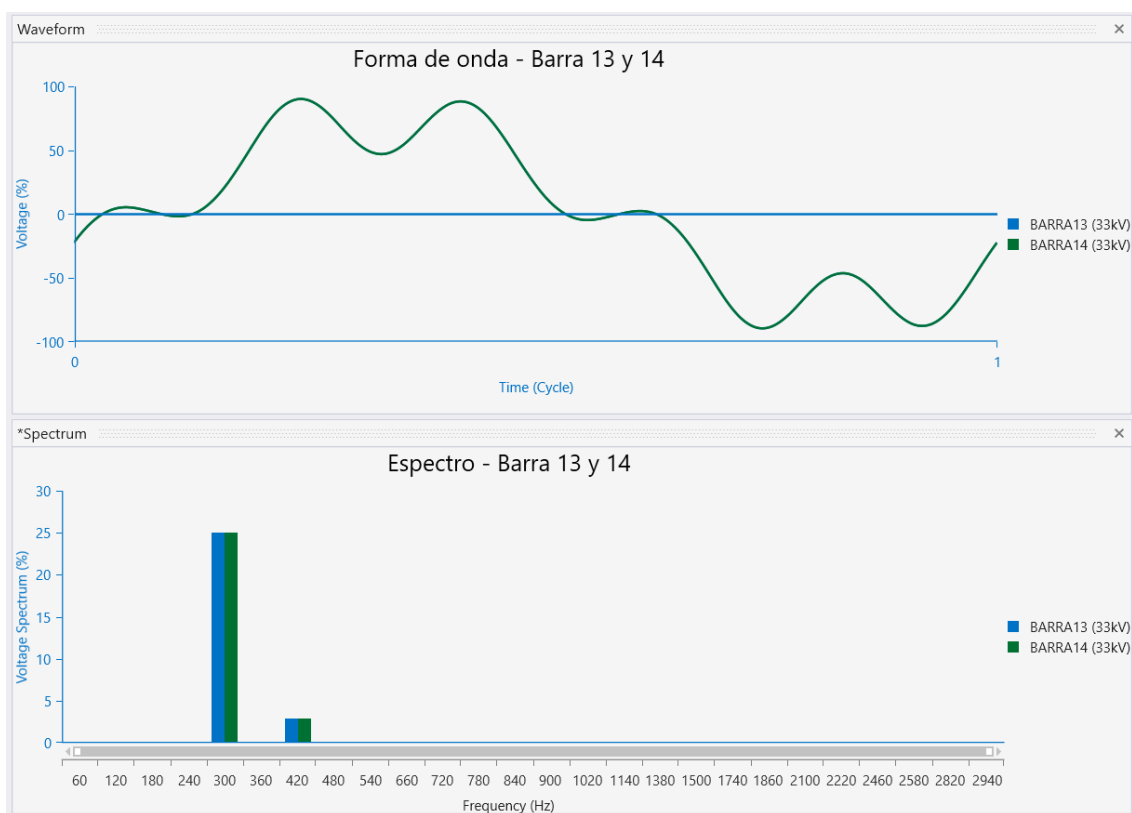 Waveform
Forma de onda - Barra 13 y 14
100
50
0
-50
-100
Voltage (%)
0 1
Time (Cycle)
BARRA13 (33kV)
BARRA14 (33kV)
*Spectrum
Espectro - Barra 13 y 14
30
25
20
15
10
5
0
Voltage Spectrum (%)
BARRA13 (33kV)
BARRA14 (33kV)
60 120 180 240 300 360 420 480 540 660 720 780 840 900 1020 1140 1380 1500 1740 1860 2100 2220 2460 2580 2820 2940
Frequency (Hz)